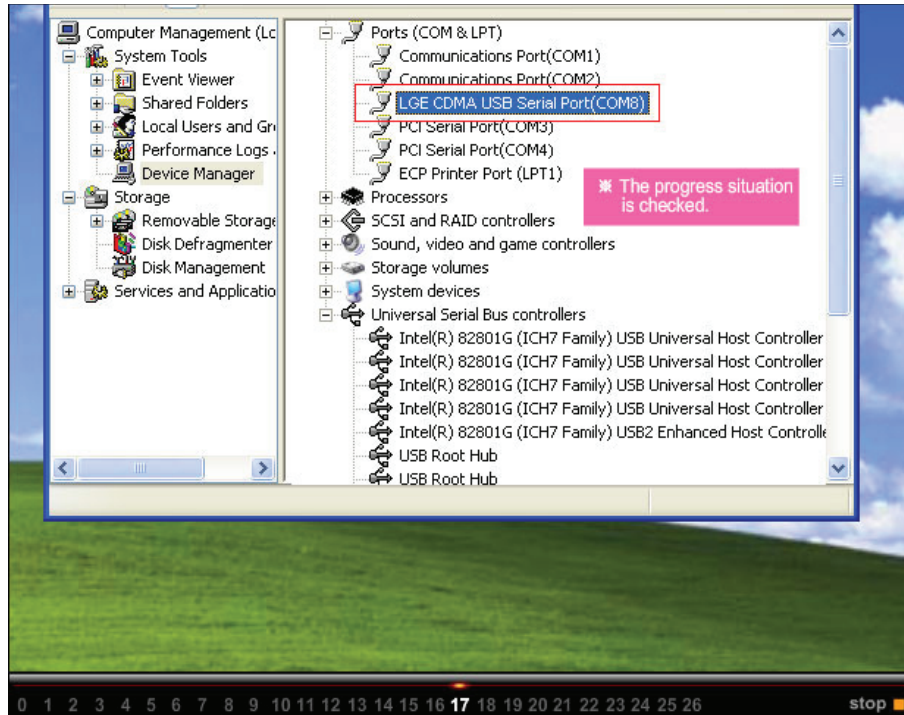 Computer Management (Lc
System Tools
Event Viewer
Shared Folders
Local Users and Gr
Performance Logs
Device Manager
Storage
Removable Storage
Disk Defragmenter
Disk Management
Services and Applicatio
Ports (COM & LPT)
Communications Port(COM1)
Communications Port(COM2)
LGE CDMA USB Serial Port(COM8)
PCI Serial Port(COM3)
PCI Serial Port(COM4)
ECP Printer Port (LPT1)
Processors
SCSI and RAID controllers
Sound, video and game controllers
Storage volumes
System devices
Universal Serial Bus controllers
Intel(R) 82801G (ICH7 Family) USB Universal Host Controller
Intel(R) 82801G (ICH7 Family) USB Universal Host Controller
Intel(R) 82801G (ICH7 Family) USB Universal Host Controller
Intel(R) 82801G (ICH7 Family) USB Universal Host Controller
Intel(R) 82801G (ICH7 Family) USB2 Enhanced Host Controlle
USB Root Hub
USB Root Hub
※ The progress situation
is checked.
0 1 2 3 4 5 6 7 8 9 10 11 12 13 14 15 16 17 18 19 20 21 22 23 24 25 26 stop